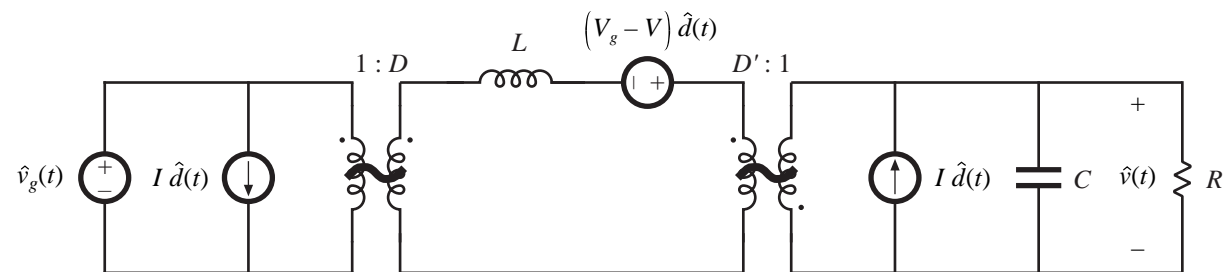 (V_g – V) d̂(t)
L
1 : D
D′ : 1
+
–
+
–
+
–
v̂_g(t)
I d̂(t)
I d̂(t)
C
v̂(t)
R